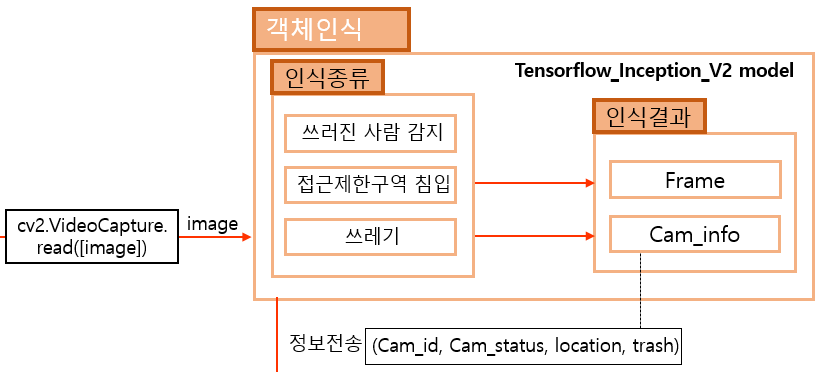 객체인식
Tensorflow_Inception_V2 model
인식종류
쓰러진 사람 감지
접근제한구역 침입
쓰레기
인식결과
Frame
Cam_info
cv2.VideoCapture.
read([image])
image
정보전송
(Cam_id, Cam_status, location, trash)